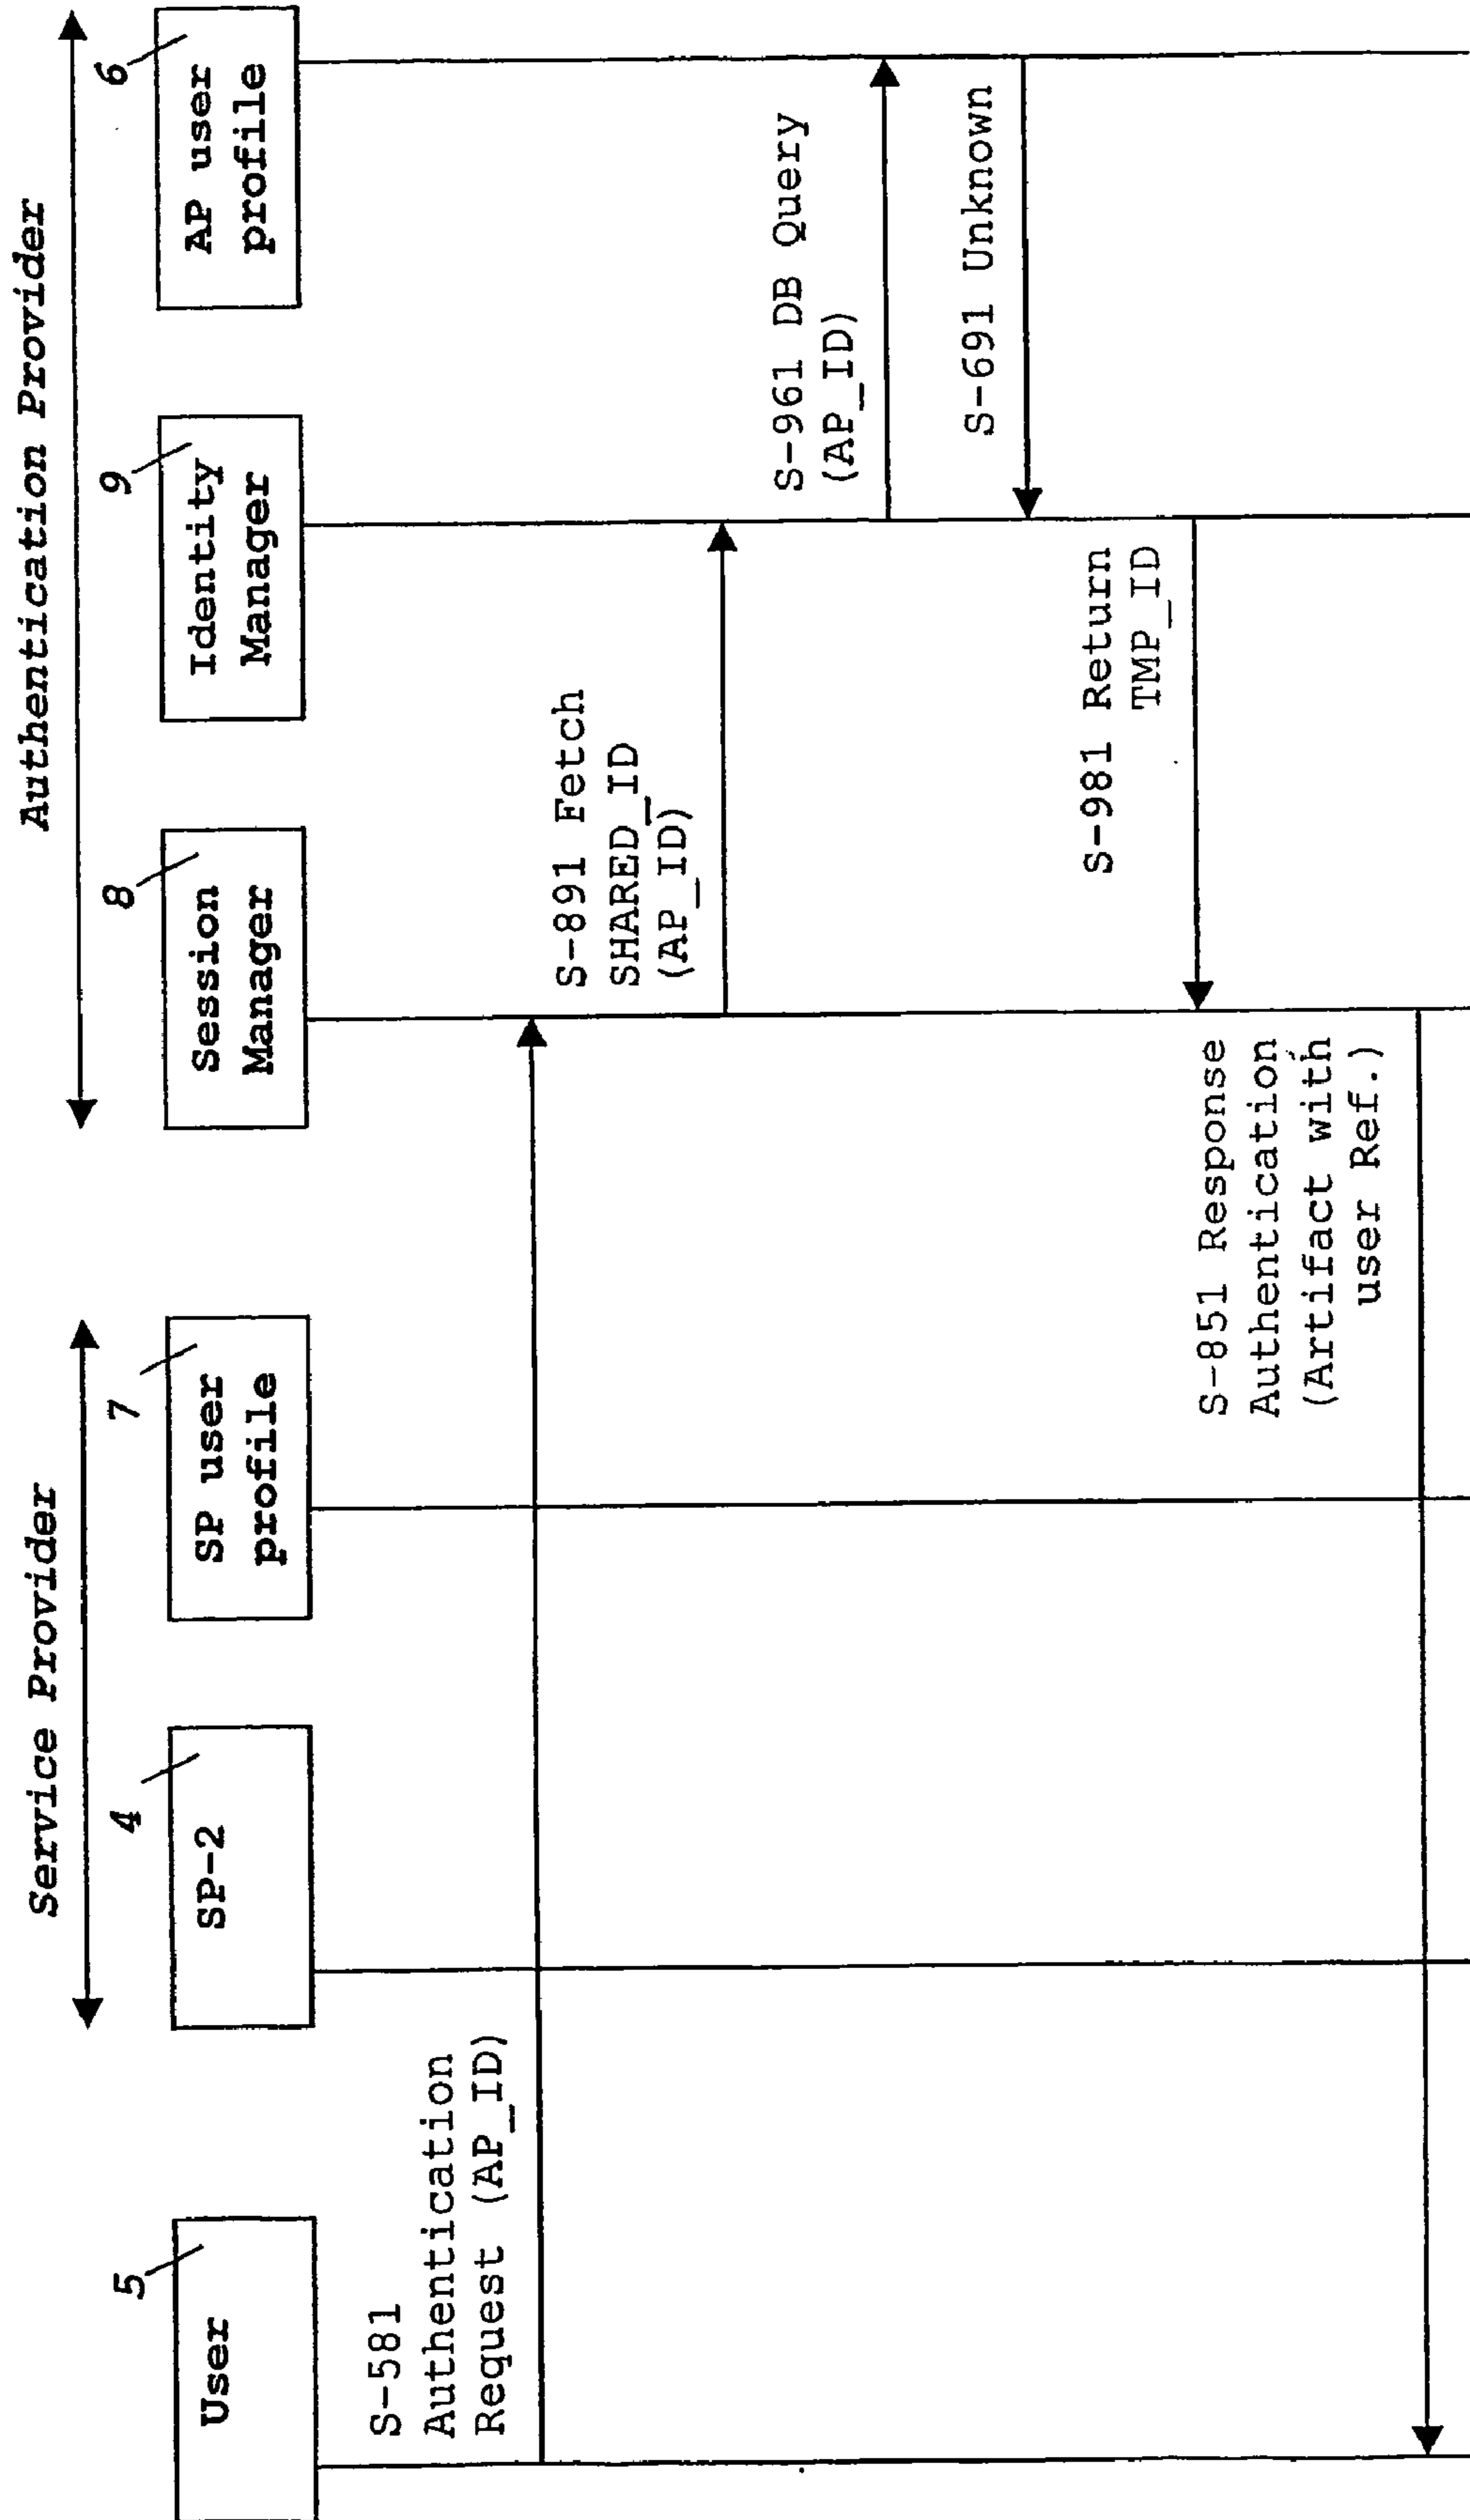 Service Provider
Authentication Provider
5
4
7
8
9
6
User
SP-2
SP user
profile
Session
Manager
Identity
Manager
AP user
profile
S-581
Authentication
Request (AP_ID)
S-891 Fetch
SHARED_ID
(AP_ID)
S-961 DB Query
(AP_ID)
S-691 Unknown
S-981 Return
TMP_ID
S-851 Response
Authentication
(Artifact with
user Ref.)